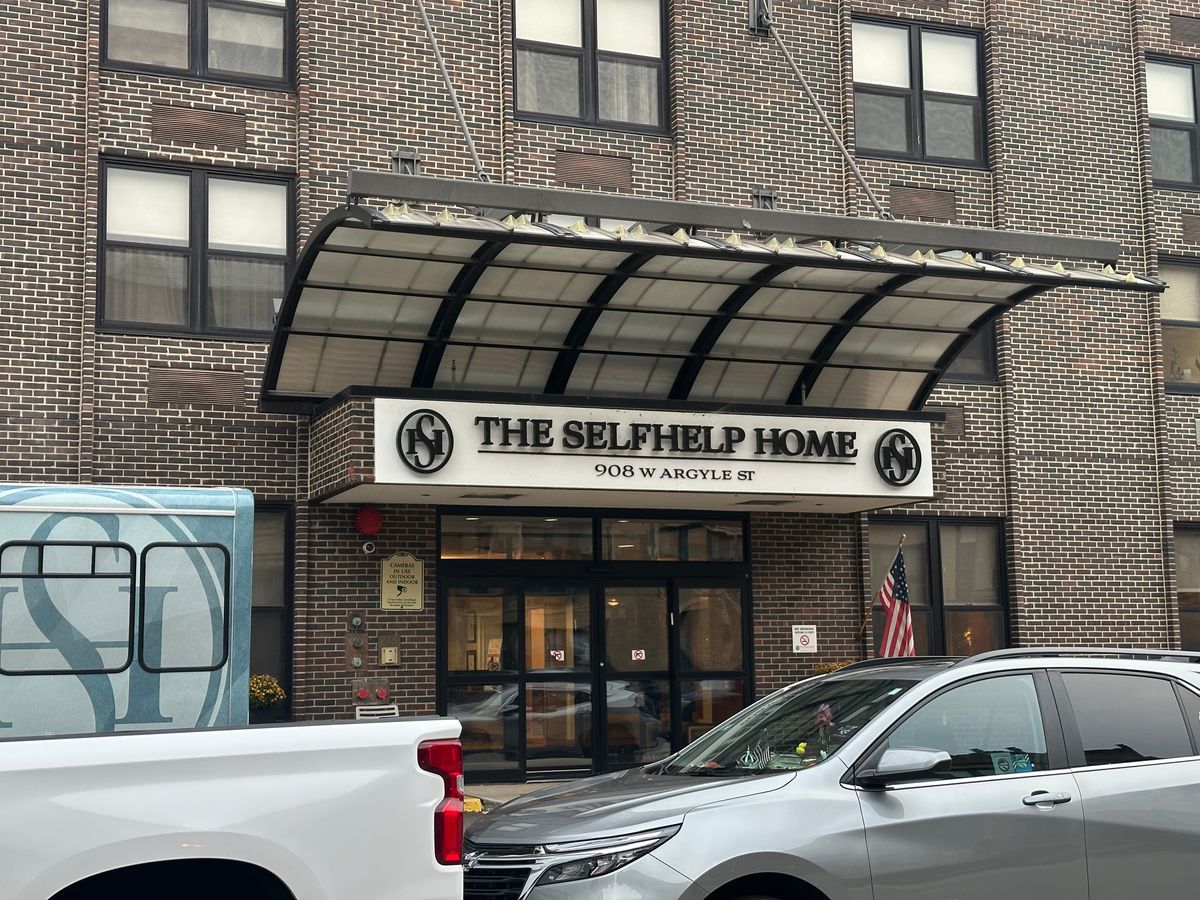 THE SELFHELP HOME
908 W ARGYLE ST
CAMERAS
IN USE
OUTDOOR
AND INDOOR